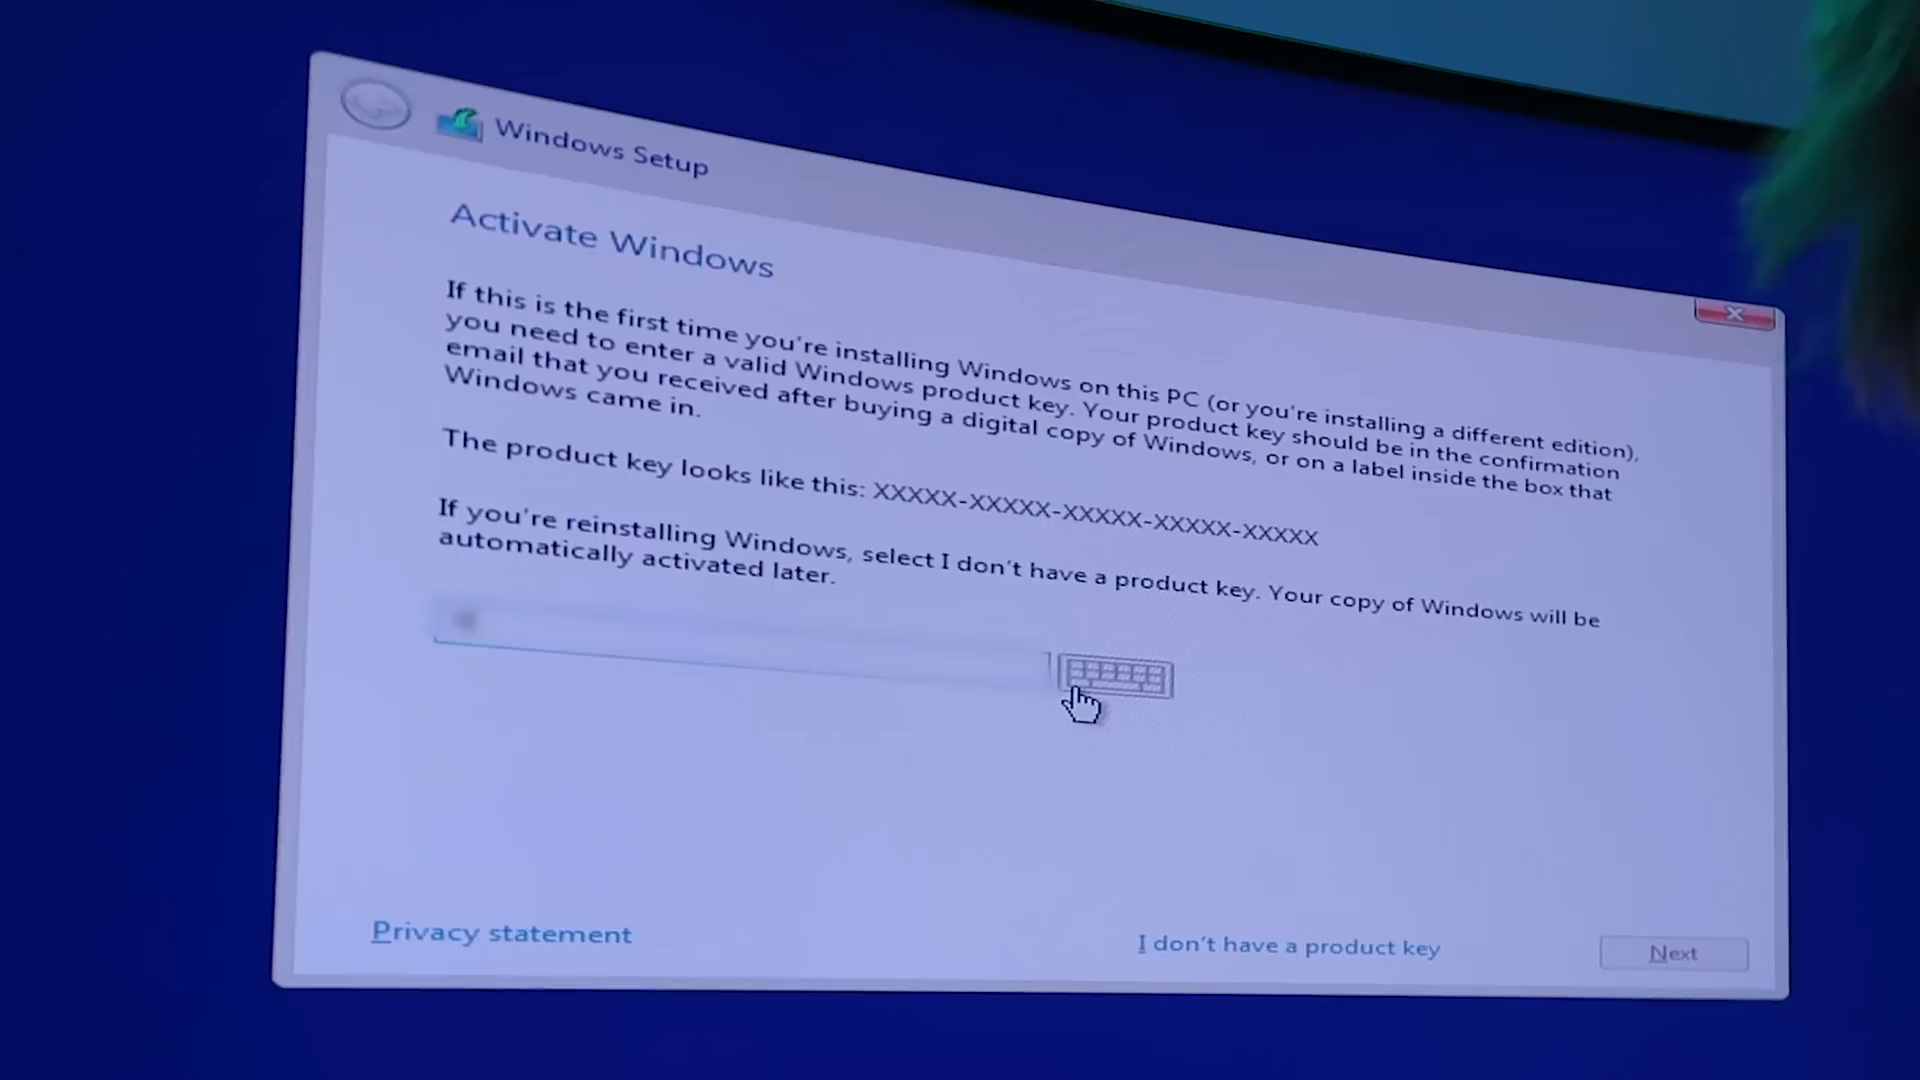 Windows Setup
Activate Windows
If this is the first time you're installing Windows on this PC (or you're installing a different edition),
you need to enter a valid Windows product key. Your product key should be in the confirmation
email that you received after buying a digital copy of Windows, or on a label inside the box that
Windows came in.
The product key looks like this: XXXXX-XXXXX-XXXXX-XXXXX-XXXXX
If you're reinstalling Windows, select I don't have a product key. Your copy of Windows will be
automatically activated later.
Privacy statement
I don't have a product key
Next